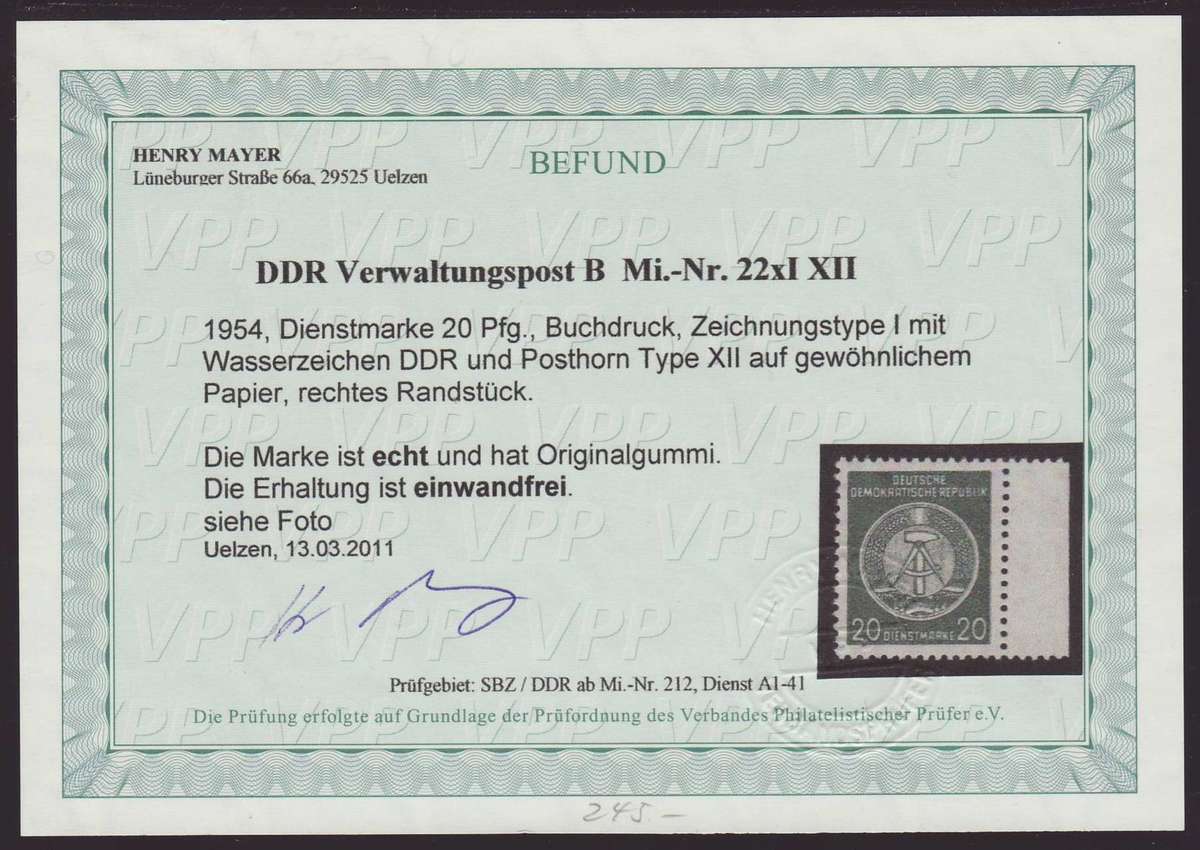 HENRY MAYER
Lüneburger Straße 66a, 29525 Uelzen
BEFUND
DDR Verwaltungspost B Mi.-Nr. 22xI XII
1954, Dienstmarke 20 Pfg., Buchdruck, Zeichnungstype I mit
Wasserzeichen DDR und Posthorn Type XII auf gewöhnlichem
Papier, rechtes Randstück.
Die Marke ist echt und hat Originalgummi.
Die Erhaltung ist einwandfrei.
siehe Foto
Uelzen, 13.03.2011
DEUTSCHE
DEMOKRATISCHE REPUBLIK
20 DIENSTMARKE 20
Prüfgebiet: SBZ / DDR ab Mi.-Nr. 212, Dienst A1-41
Die Prüfung erfolgte auf Grundlage der Prüfordnung des Verbandes Philatelistischer Prüfer e.V.
245.-
VPP